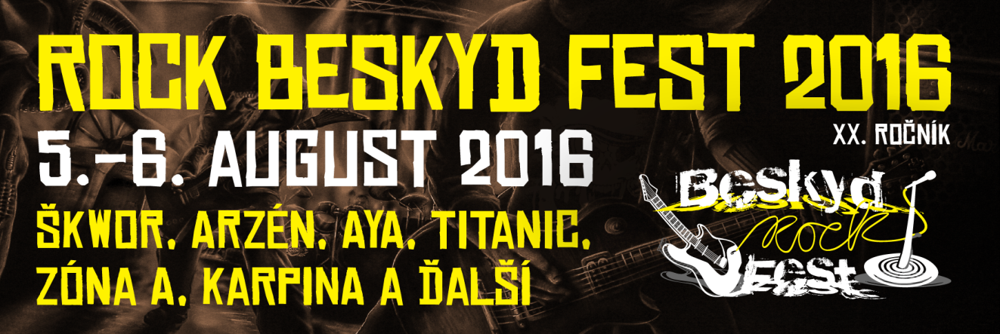 ROCK BESKYD FEST 2016
XX. ROČNÍK
5.–6. AUGUST 2016
ŠKWOR, ARZÉN, AYA, TITANIC,
ZÓNA A, KARPINA A ĎALŠÍ
Beskyd
rock
Fest